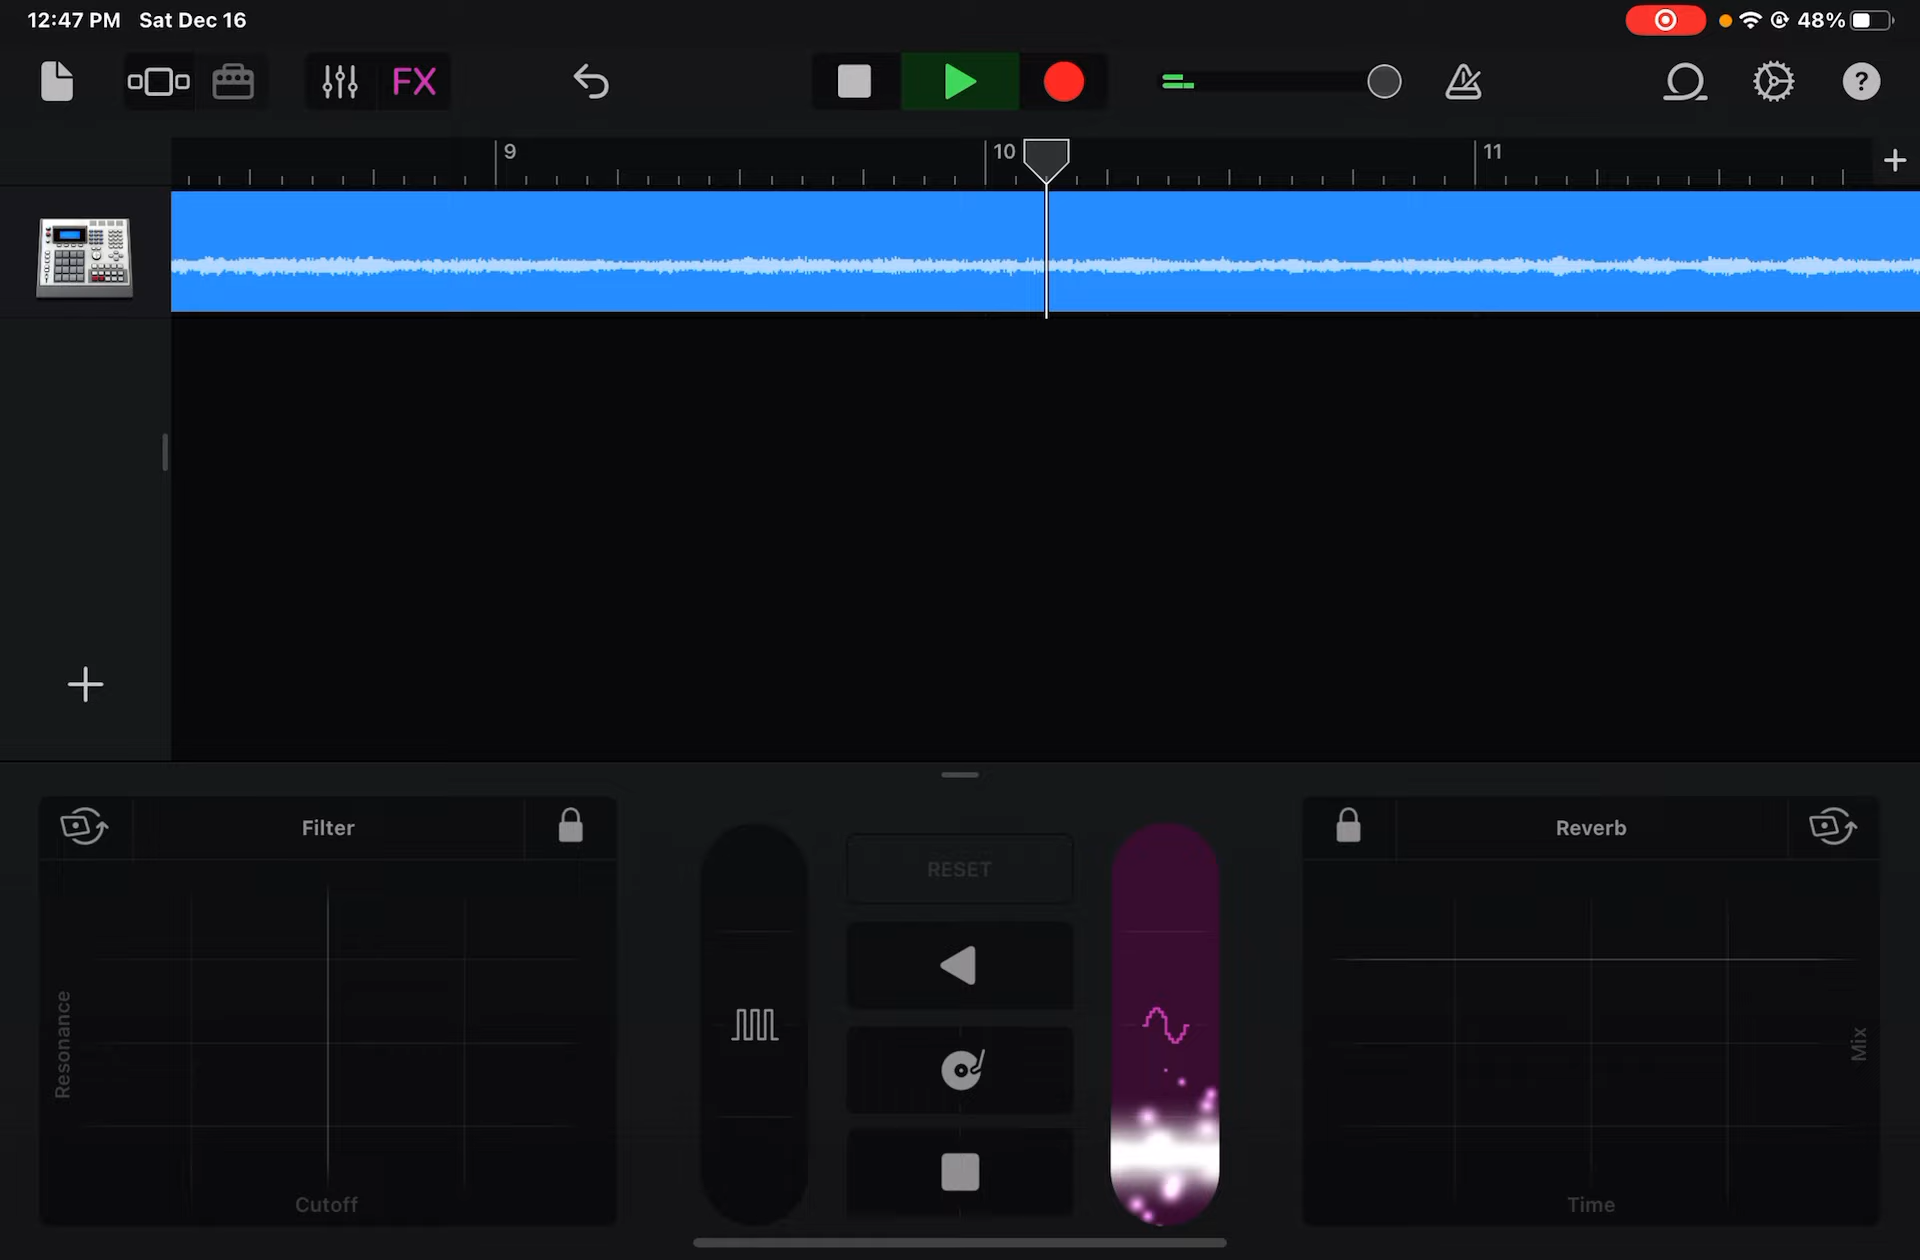 12:47 PM Sat Dec 16
48%
FX
?
9
10
11
Filter
Resonance
Cutoff
RESET
Reverb
Mix
Time